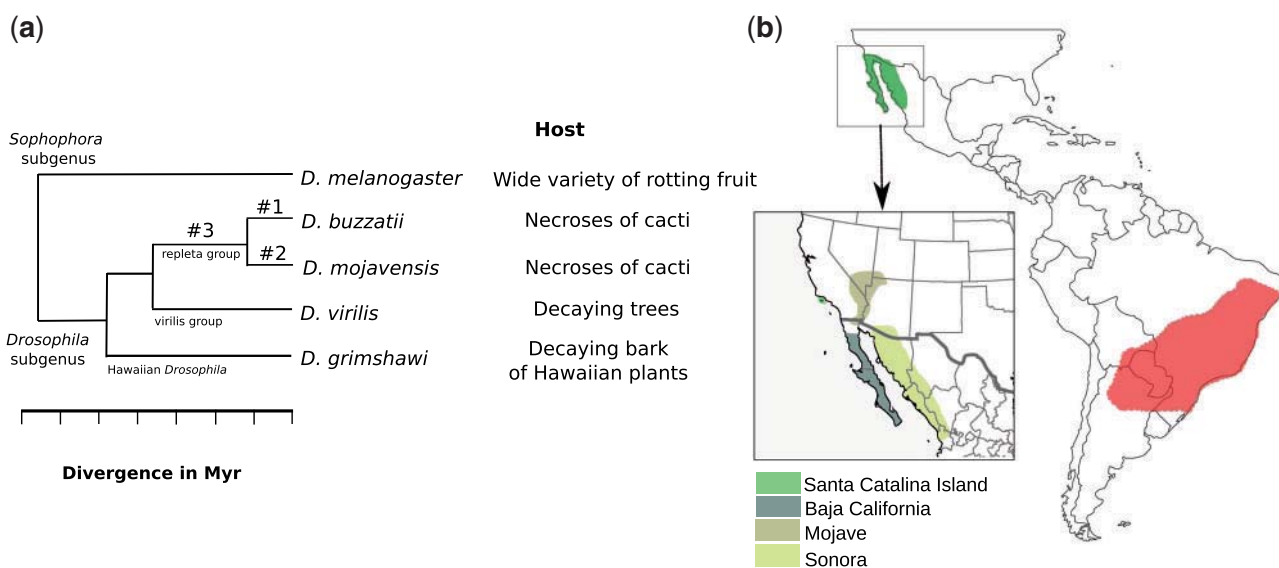 (a)
Host
Sophophora
subgenus
D. melanogaster
Wide variety of rotting fruit
#1
D. buzzatii
Necroses of cacti
#3
repleta group
#2
D. mojavensis
Necroses of cacti
D. virilis
Decaying trees
virilis group
Drosophila
subgenus
D. grimshawi
Decaying bark
of Hawaiian plants
Hawaiian Drosophila
Divergence in Myr
(b)
Santa Catalina Island
Baja California
Mojave
Sonora